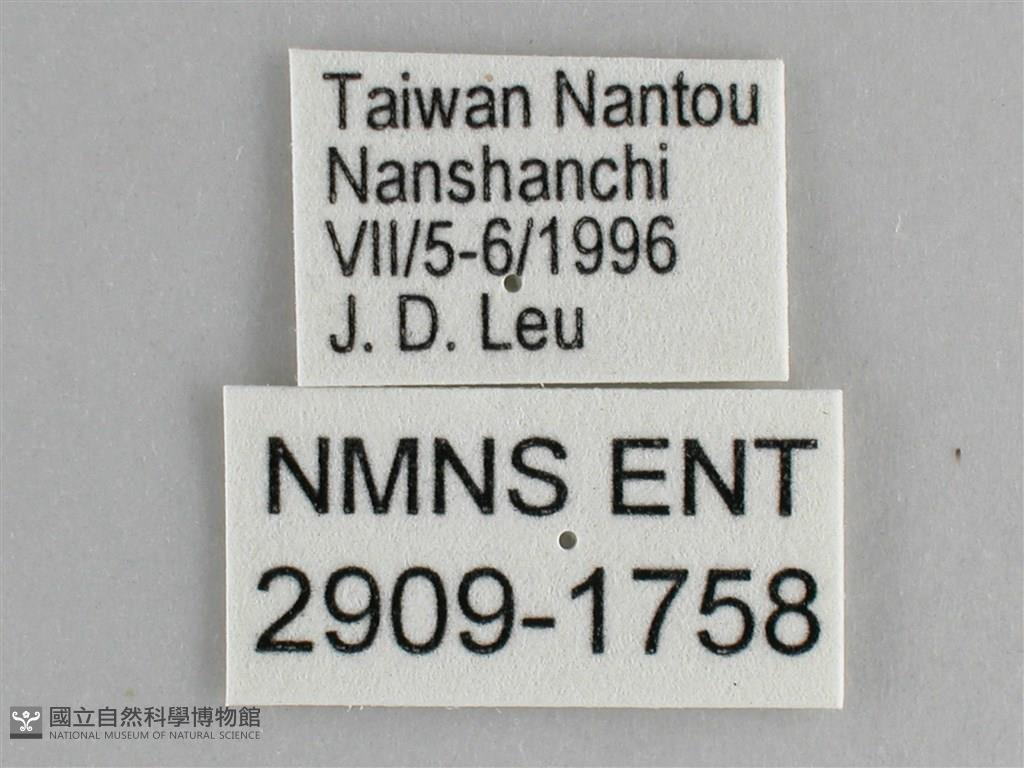 Taiwan Nantou
Nanshanchi
VII/5-6/1996
J. D. Leu
NMNS ENT
2909-1758
國立自然科學博物館
NATIONAL MUSEUM OF NATURAL SCIENCE